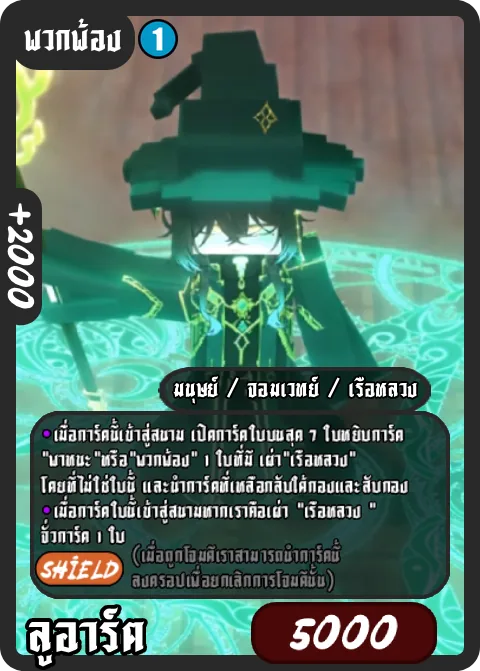 พวกพ้อง 1
+2000
มนุษย์ / จอมเวทย์ / เรือหลวง
•เมื่อการ์ดนี้เข้าสู่สนาม เปิดการ์ดใบบนสุด 7 ใบหยิบการ์ด
"พาหนะ"หรือ"พวกพ้อง" 1 ใบที่มี เผ่า"เรือหลวง"
โดยที่ไม่ใช่ใบนี้ และนำการ์ดที่เหลือกลับใต้กองและสับกอง
•เมื่อการ์ดใบนี้เข้าสู่สนามหากเราคือเผ่า "เรือหลวง "
จั่วการ์ด 1 ใบ
SHIELD (เมื่อถูกโจมตีเราสามารถนำการ์ดนี้
ลงดรอปเพื่อยกเลิกการโจมตีนั้น)
ลูอาร์ค
5000